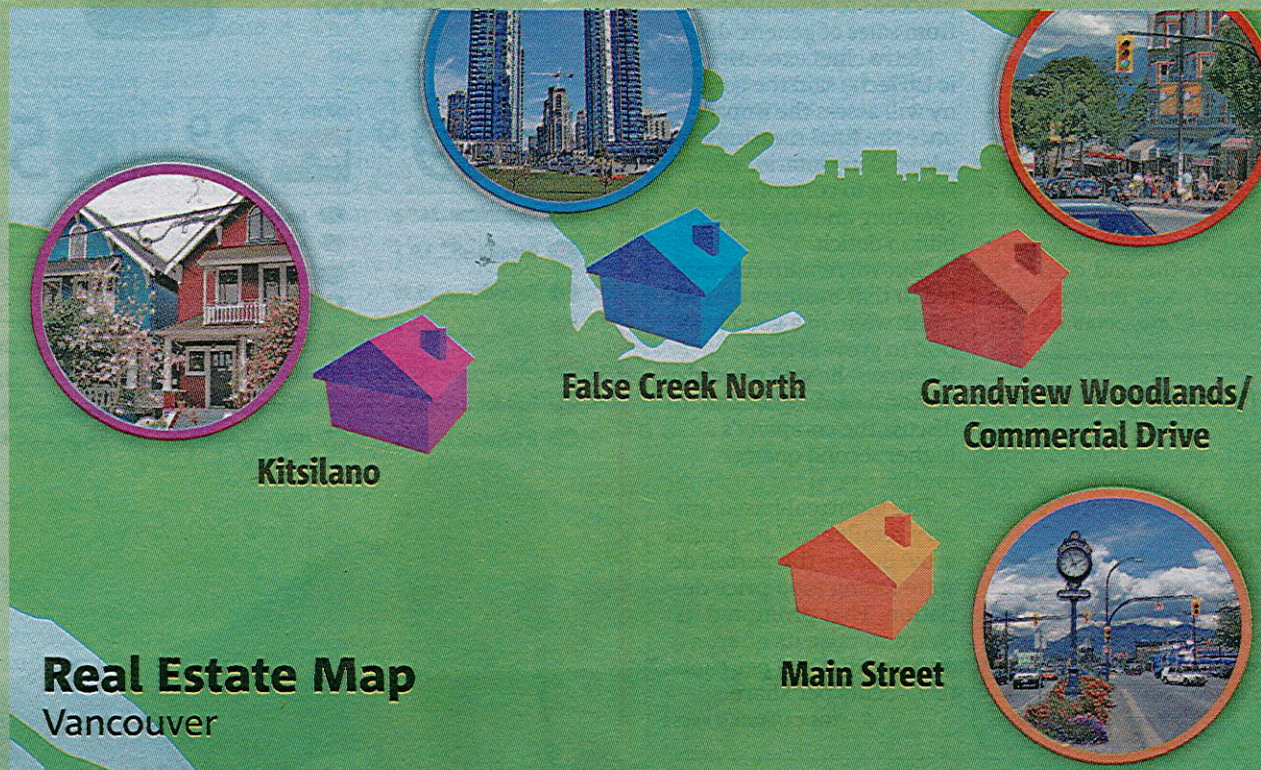 False Creek North
Grandview Woodlands/
Commercial Drive
Kitsilano
Main Street
Real Estate Map
Vancouver